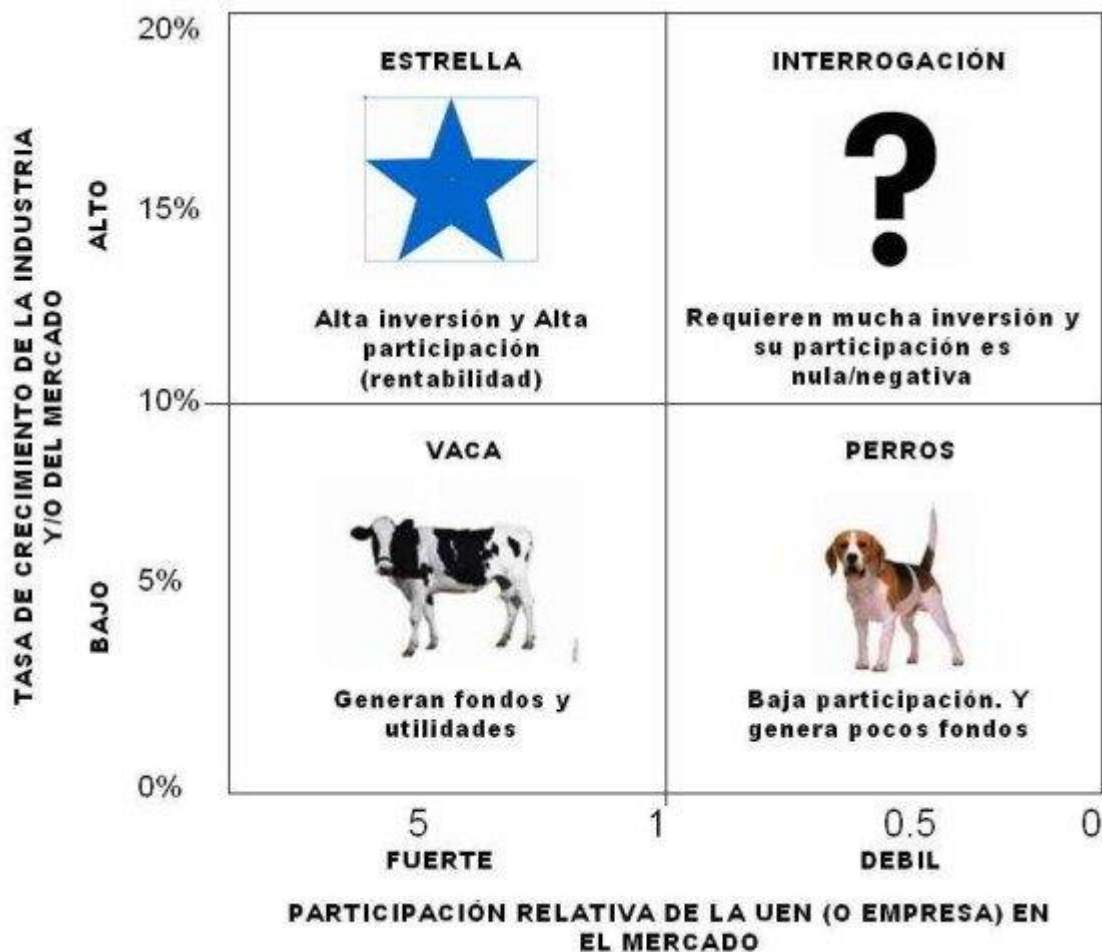 20%
ESTRELLA
INTERROGACIÓN
?
TASA DE CRECIMIENTO DE LA INDUSTRIA
Y/O DEL MERCADO
ALTO
15%
Alta inversión y Alta
participación
(rentabilidad)
Requieren mucha inversión y
su participación es
nula/negativa
10%
VACA
PERROS
5%
BAJO
Generan fondos y
utilidades
Baja participación. Y
genera pocos fondos
0%
5
1
0.5
0
FUERTE
DEBIL
PARTICIPACIÓN RELATIVA DE LA UEN (O EMPRESA) EN
EL MERCADO